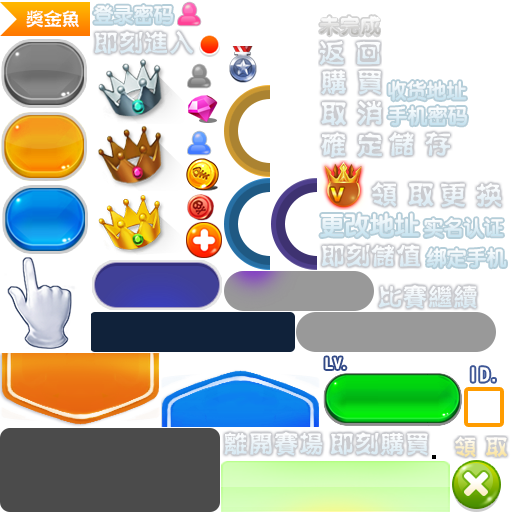 獎金魚
登录密码
即刻進入
未完成
返回
購買
收货地址
取消
手机密码
確定儲存
V
領取更換
更改地址
实名认证
即刻儲值
绑定手机
比賽繼續
LV.
ID.
離開賽場
即刻購買
領取